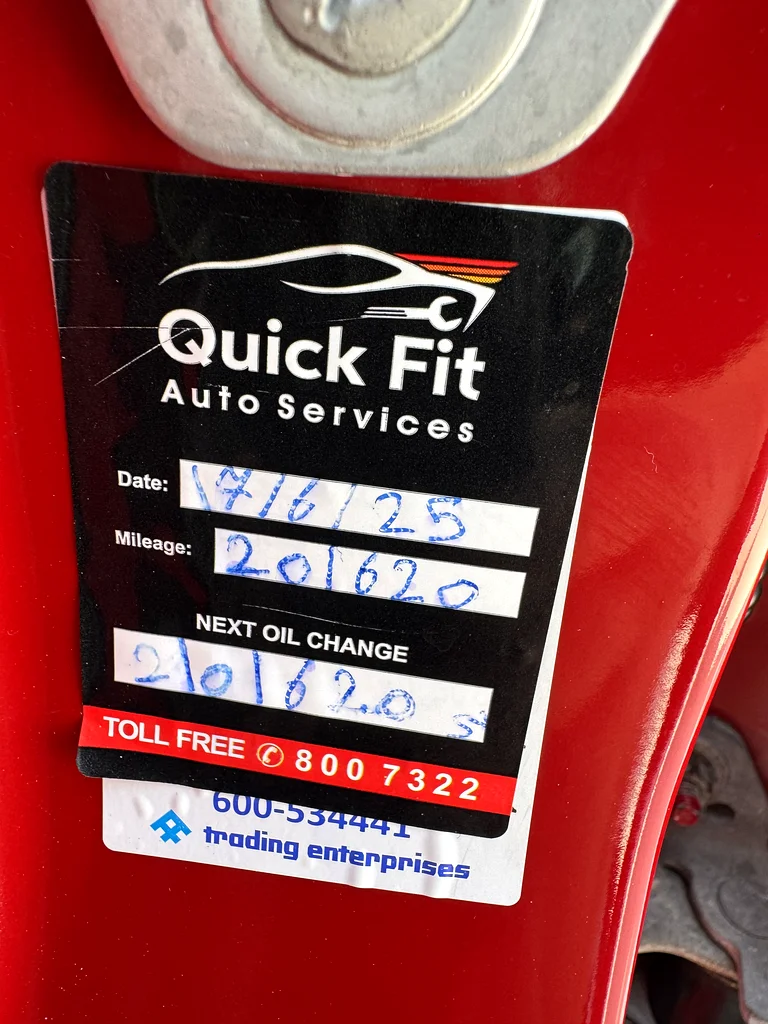 Quick Fit
Auto Services
Date: 17/6/25
Mileage: 201620
NEXT OIL CHANGE
2101620
TOLL FREE 800 7322
600-534441
trading enterprises